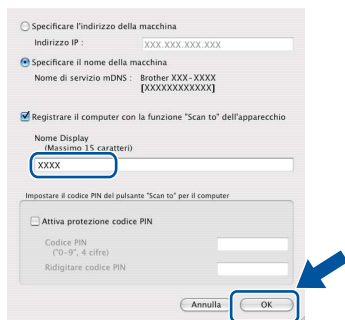 Specificare l'indirizzo della macchina
Indirizzo IP :
XXX.XXX.XXX.XXX
Specificare il nome della macchina
Nome di servizio mDNS : Brother XXX-XXXX
[XXXXXXXXXXXX]
Registrare il computer con la funzione "Scan to" dell'apparecchio
Nome Display
(Massimo 15 caratteri)
XXXX
Impostare il codice PIN del pulsante "Scan to" per il computer
Attiva protezione codice PIN
Codice PIN
("0-9", 4 cifre)
Ridigitare codice PIN
Annulla
OK